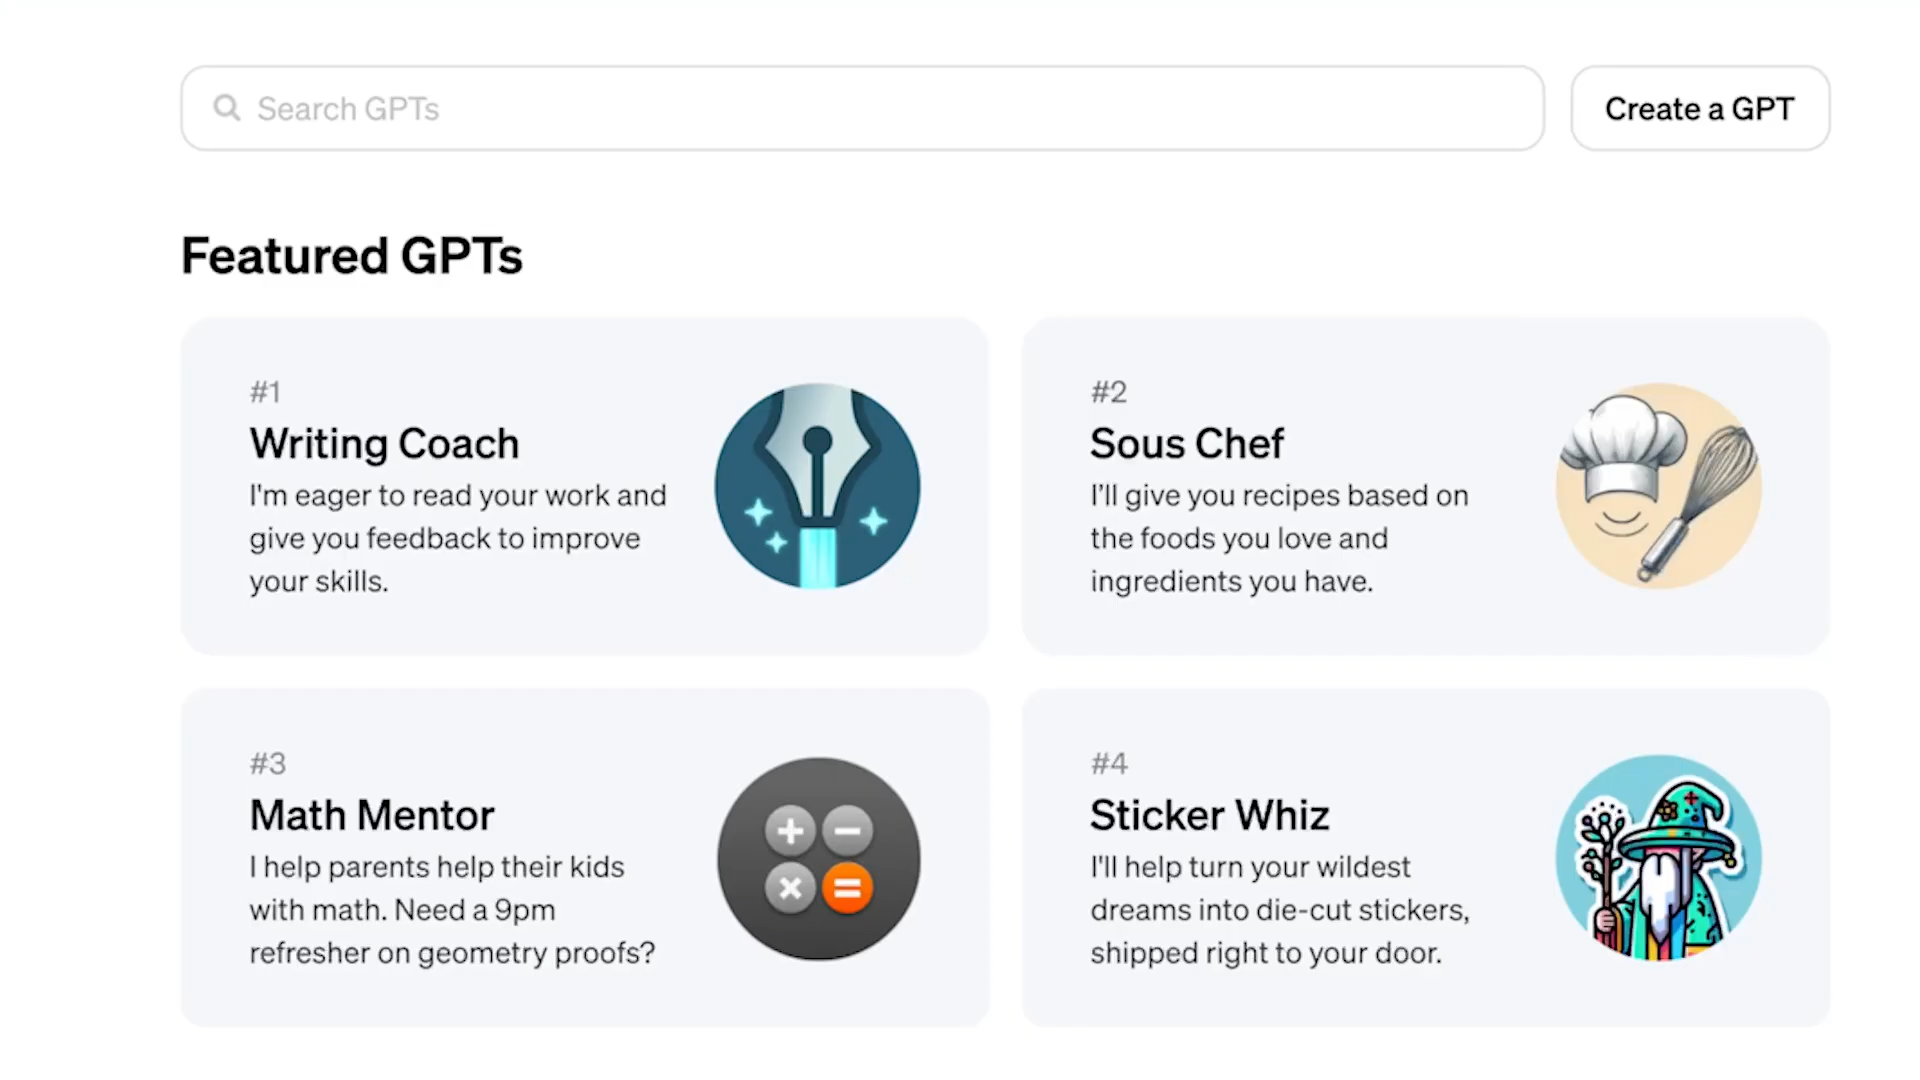 Search GPTs
Create a GPT
Featured GPTs
#1
Writing Coach
I'm eager to read your work and
give you feedback to improve
your skills.
#2
Sous Chef
I’ll give you recipes based on
the foods you love and
ingredients you have.
#3
Math Mentor
I help parents help their kids
with math. Need a 9pm
refresher on geometry proofs?
#4
Sticker Whiz
I'll help turn your wildest
dreams into die-cut stickers,
shipped right to your door.